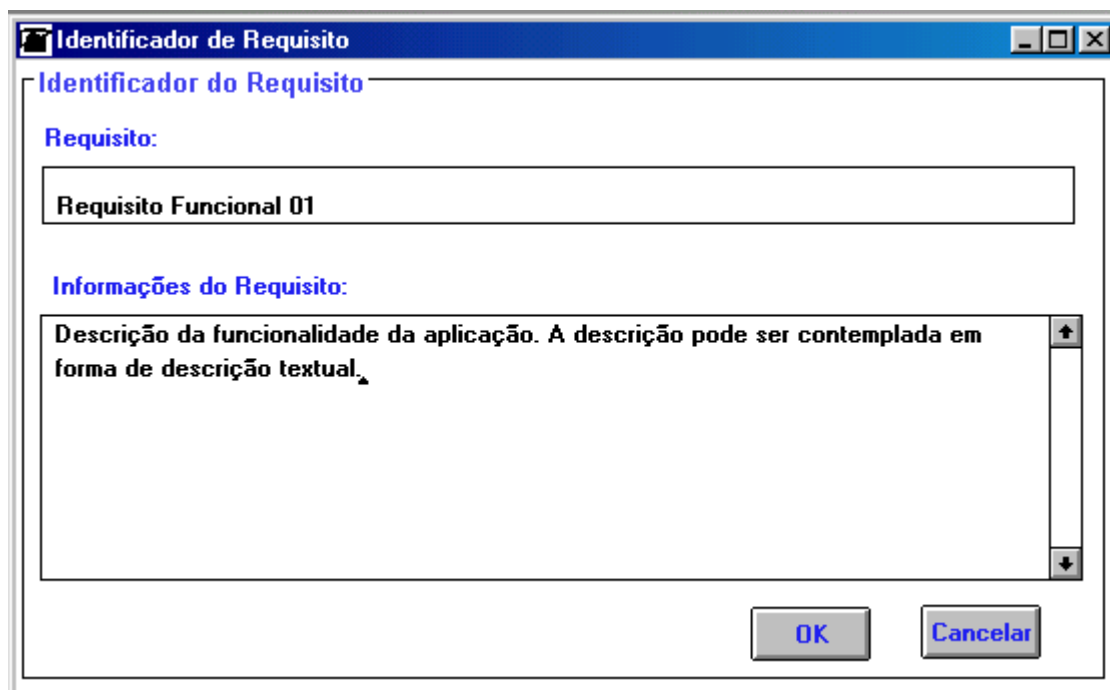 Identificador de Requisito
Identificador do Requisito
Requisito:
Requisito Funcional 01
Informações do Requisito:
Descrição da funcionalidade da aplicação. A descrição pode ser contemplada em
forma de descrição textual.
OK
Cancelar